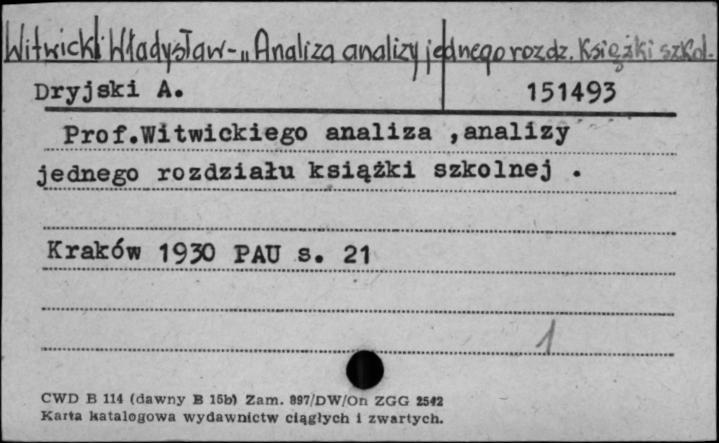 Witwicki Władysław - „Analiza analizy jednego rozdz. Książki szkol.
Dryjski A. 151493
Prof.Witwickiego analiza ,analizy
jednego rozdziału książki szkolnej .
Kraków 1930 PAU s. 21
1
CWD B 114 (dawny B 15b) Zam. 897/DW/On ZGG 2542
Karta katalogowa wydawnictw ciągłych i zwartych.